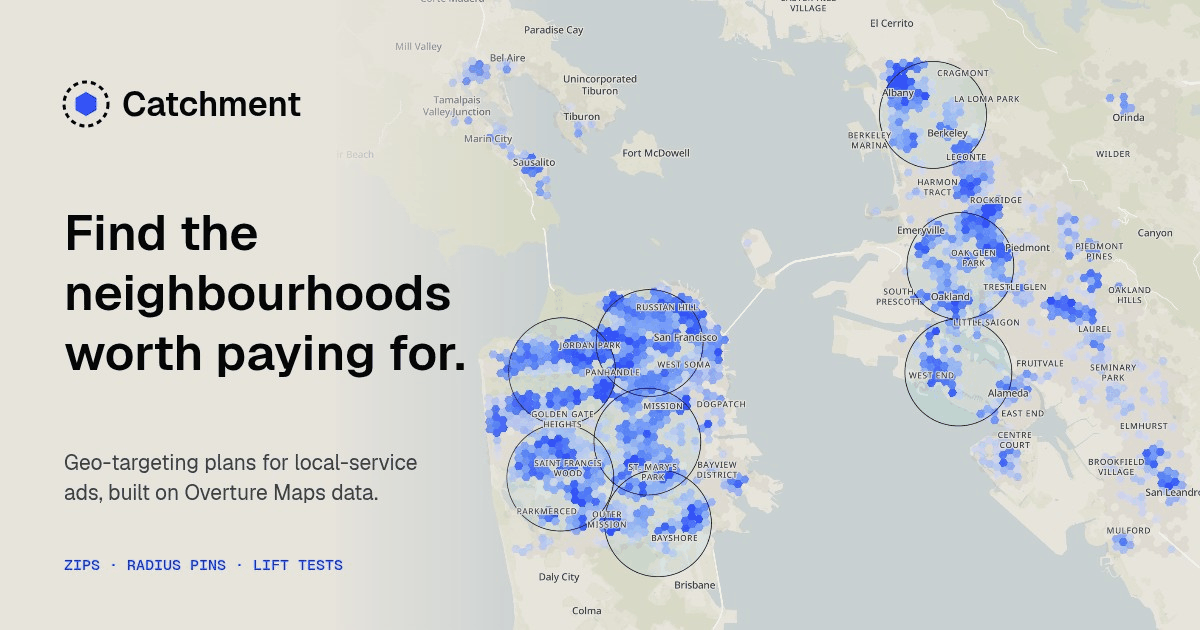 Catchment
Find the
neighbourhoods
worth paying for.
Geo-targeting plans for local-service
ads, built on Overture Maps data.
ZIPS · RADIUS PINS · LIFT TESTS
VILLAGE
El Cerrito
Paradise Cay
Mill Valley
Bel Aire
CRAGMONT
Unincorporated
Tiburon
Albany
Tamalpais
Valley Junction
LA LOMA PARK
Orinda
Tiburon
BERKELEY
MARINA
Berkeley
Marin City
Fort McDowell
WILDER
Sausalito
LECONTE
HARMON
TRACT
ROCKRIDGE
Emeryville
Canyon
Piedmont
PIEDMONT
PINES
OAK GLEN
PARK
TRESTLE GLEN
SOUTH
PRESCOTT
Oakland
OAKLAND
HILLS
RUSSIAN HILL
LITTLE SAIGON
LAUREL
San Francisco
JORDAN PARK
WEST SOMA
FRUITVALE
PANHANDLE
WEST END
SEMINARY
PARK
Alameda
MISSION
DOGPATCH
GOLDEN GATE
HEIGHTS
EAST END
ELMHURST
CENTRE
COURT
SAINT FRANCIS
WOOD
ST. MARY'S
PARK
BAYVIEW
DISTRICT
BROOKFIELD
VILLAGE
San Leandro
PARKMERCED
OUTER
MISSION
BAYSHORE
MULFORD
Daly City
Brisbane
Colma